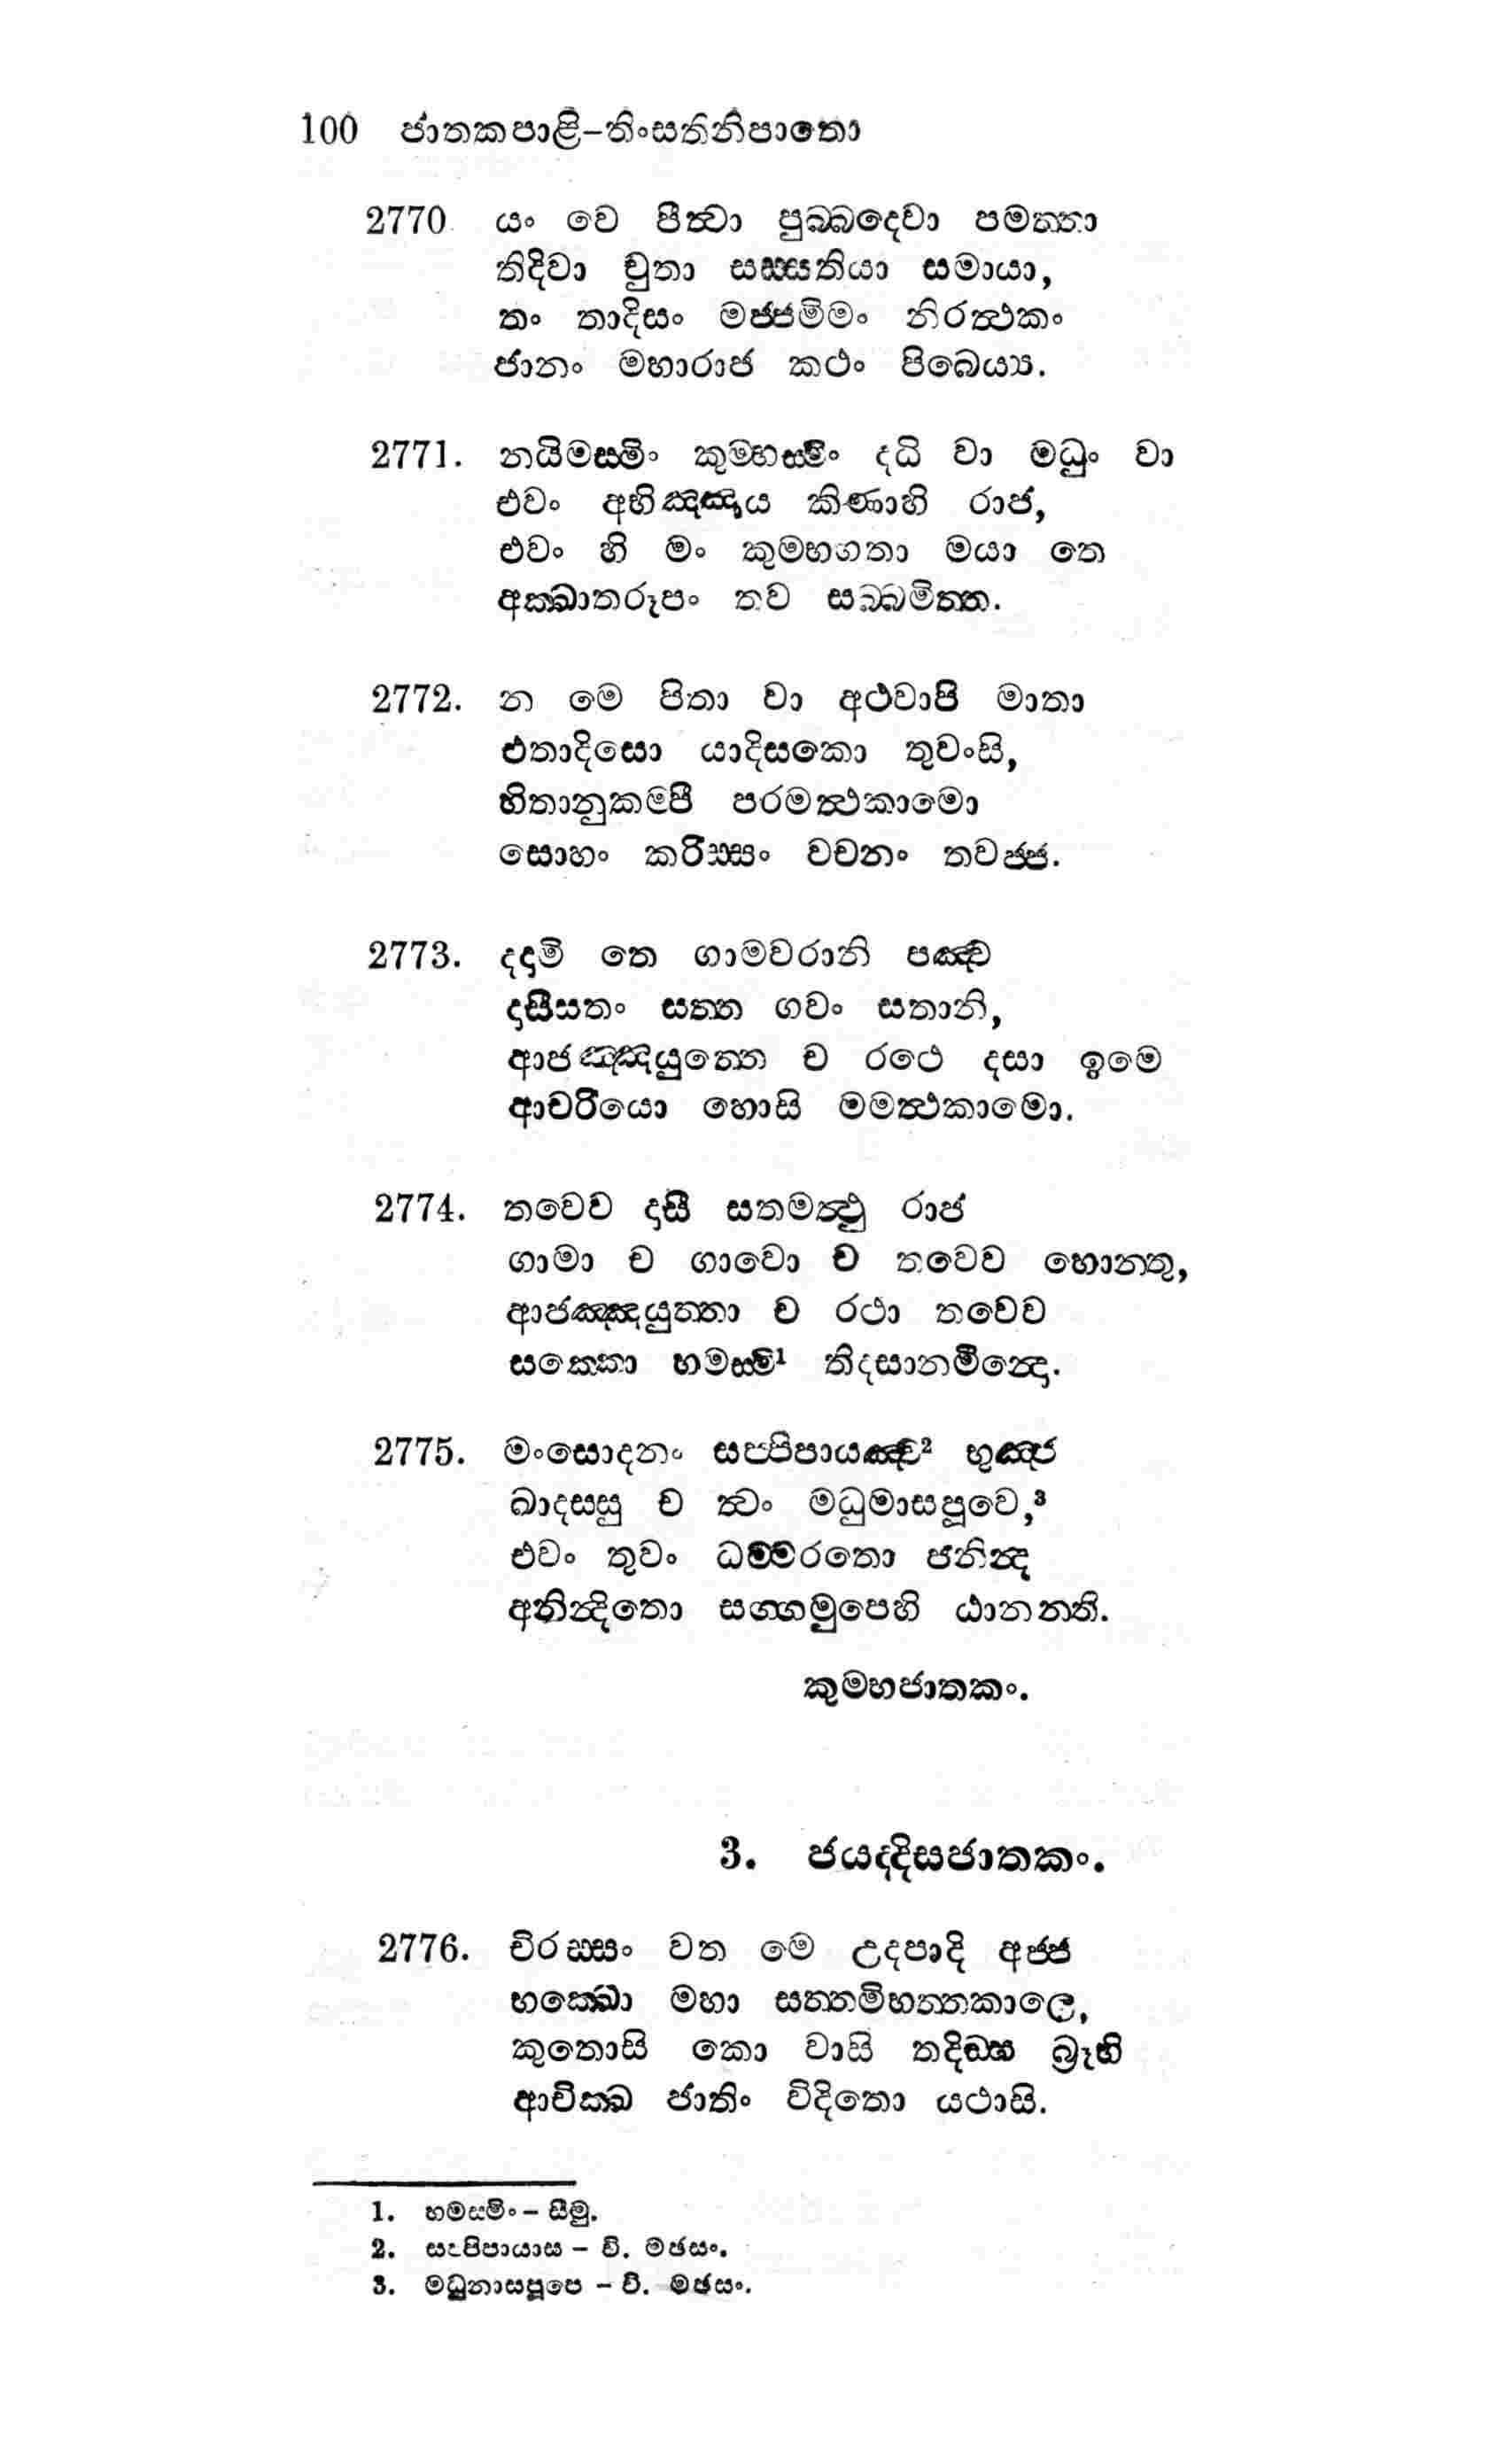 100 ජාතකපාළි-තිංසතිනිපාතො
2770 යං වෙ පීත්‍වා පුබ්බදෙවා පමත්තා
තිදිවා චුතා සස්සතියා සමායා,
තං තාදිසං මජ්ජමිමං නිරත්‍ථකං
ජානං මහාරාජ කථං පිබෙය්‍ය.
2771. නයිමස්මිං කුම්භස්මිං දධි වා මධුං වා
එවං අභිඤ්ඤාය කිණාහි රාජ,
එවං හි මං කුම්භගතා මයා තෙ
අක්ඛාතරූපං තව සබ්බමිත්ත.
2772. න මෙ පිතා වා අථවාපි මාතා
එතාදිසො යාදිසකො තුවංසි,
හිතානුකම්පී පරමත්‍ථකාමො
සොහං කරිස්සං වචනං තවජ්ජ.
2773. දදාමි තෙ ගාමවරානි පඤ්ච
දාසීසතං සත්ත ගවං සතානි,
ආජඤ්ඤයුත්තෙ ච රථෙ දසා ඉමෙ
ආචරියො හොසි මමත්‍ථකාමො.
2774. තවෙව දාසී සතමත්‍ථු රාජ
ගාමා ච ගාවො ච තවෙව හොන්තු,
ආජඤ්ඤයුත්තා ච රථා තවෙව
සක්කො හමස්මි¹ තිදසානමින්‍දො.
2775. මංසොදනං සප්පිපායඤ්ච² භුඤ්ජ
ඛාදස්සු ච ත්‍වං මධුමාසපූවෙ,³
එවං තුවං ධම්මරතො ජනින්‍ද
අනින්‍දිතො සග්ගමුපෙහි ඨානන්ති.
කුම්භජාතකං.
3. ජයද්දිසජාතකං.
2776. චිරස්සං වත මෙ උදපාදි අජ්ජ
භක්ඛො මහා සත්තමිභත්තකාලෙ,
කුතොසි කො වාසි තදිඞ්ඝ බ්‍රූහි
ආචික්ඛ ජාතිං විදිතො යථාසි.
1. හමස්මිං - සීමු.
2. සප්පිපායාස - වි. මඡසං.
3. මධුනාසපූපෙ - වි. මඡසං.